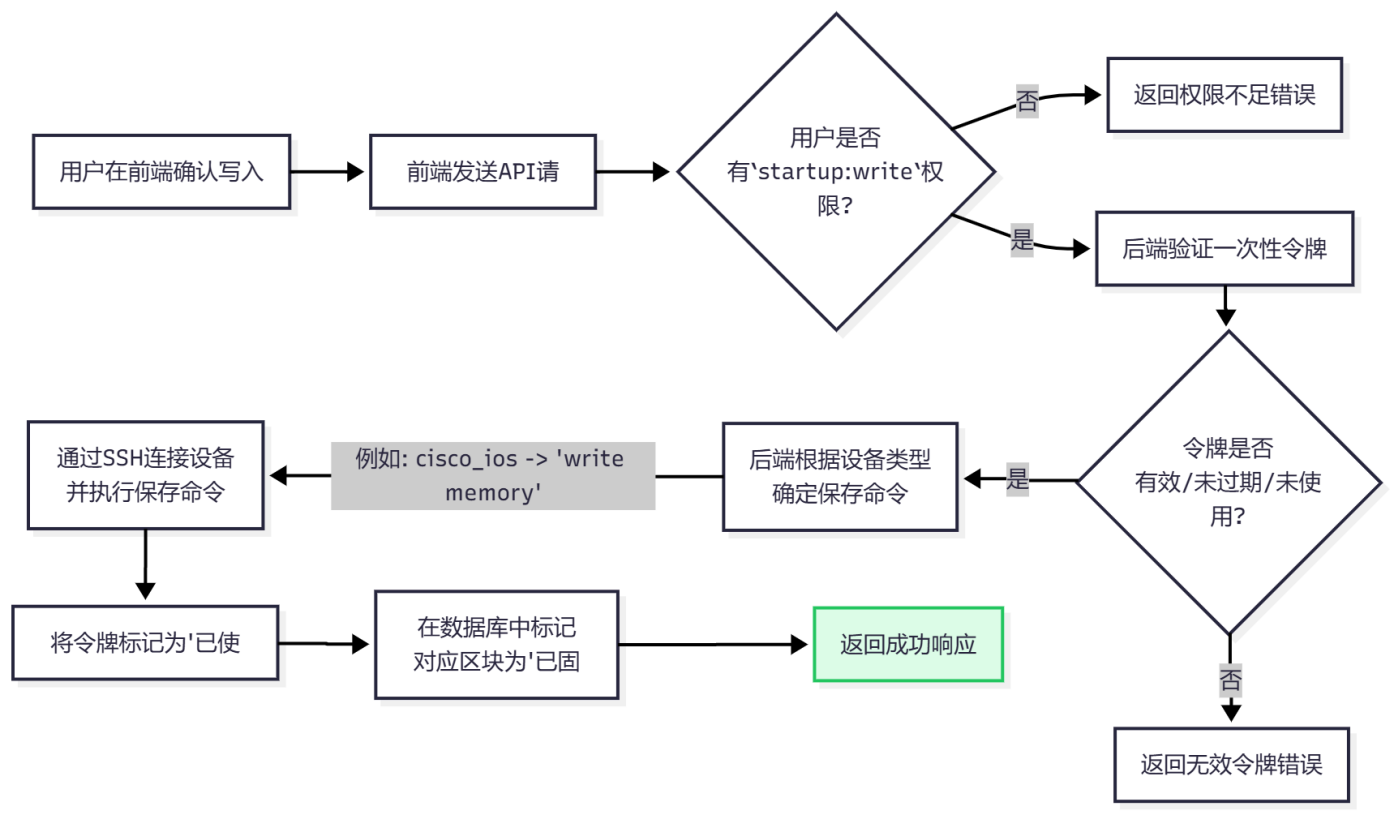 用户在前端确认写入
前端发送API请
用户是否
有`startup:write`权
限?
否
返回权限不足错误
是
后端验证一次性令牌
令牌是否
有效/未过期/未使
用?
是
后端根据设备类型
确定保存命令
例如: cisco_ios -> 'write
memory'
通过SSH连接设备
并执行保存命令
将令牌标记为'已使
在数据库中标记
对应区块为'已固
返回成功响应
否
返回无效令牌错误